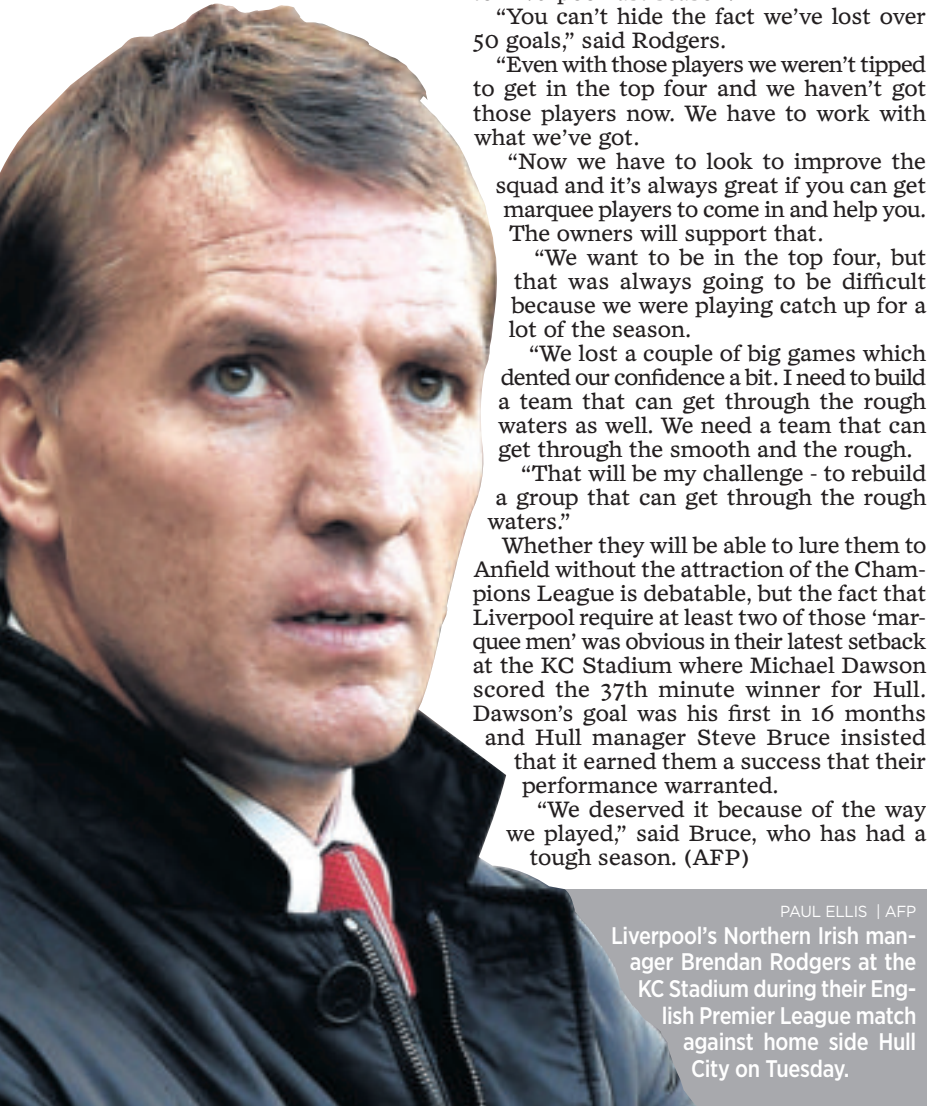 “You can’t hide the fact we’ve lost over
50 goals,” said Rodgers.
“Even with those players we weren’t tipped
to get in the top four and we haven’t got
those players now. We have to work with
what we’ve got.
“Now we have to look to improve the
squad and it’s always great if you can get
marquee players to come in and help you.
The owners will support that.
“We want to be in the top four, but
that was always going to be difficult
because we were playing catch up for a
lot of the season.
“We lost a couple of big games which
dented our confidence a bit. I need to build
a team that can get through the rough
waters as well. We need a team that can
get through the smooth and the rough.
“That will be my challenge - to rebuild
a group that can get through the rough
waters.”
Whether they will be able to lure them to
Anfield without the attraction of the Cham-
pions League is debatable, but the fact that
Liverpool require at least two of those ‘mar-
quee men’ was obvious in their latest setback
at the KC Stadium where Michael Dawson
scored the 37th minute winner for Hull.
Dawson’s goal was his first in 16 months
and Hull manager Steve Bruce insisted
that it earned them a success that their
performance warranted.
“We deserved it because of the way
we played,” said Bruce, who has had a
tough season. (AFP)
PAUL ELLIS | AFP
Liverpool’s Northern Irish man-
ager Brendan Rodgers at the
KC Stadium during their Eng-
lish Premier League match
against home side Hull
City on Tuesday.